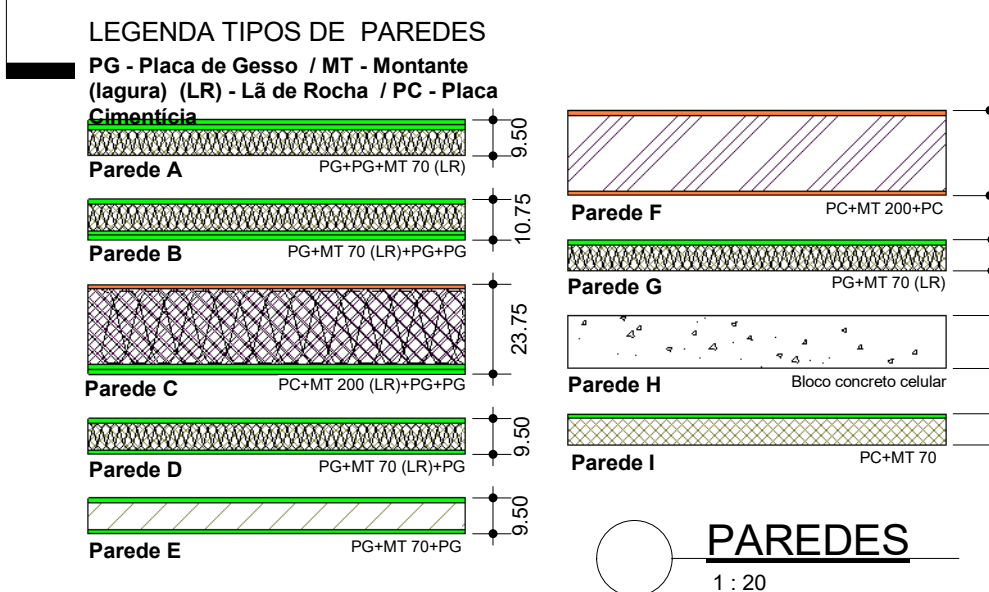 LEGENDA TIPOS DE PAREDES
PG - Placa de Gesso / MT - Montante
(lagura) (LR) - Lã de Rocha / PC - Placa
Cimentícia
9.50
Parede A
PG+PG+MT 70 (LR)
10.75
Parede B
PG+MT 70 (LR)+PG+PG
23.75
Parede C
PC+MT 200 (LR)+PG+PG
9.50
Parede D
PG+MT 70 (LR)+PG
9.50
Parede E
PG+MT 70+PG
Parede F
PC+MT 200+PC
Parede G
PG+MT 70 (LR)
Parede H
Bloco concreto celular
Parede I
PC+MT 70
PAREDES
1 : 20